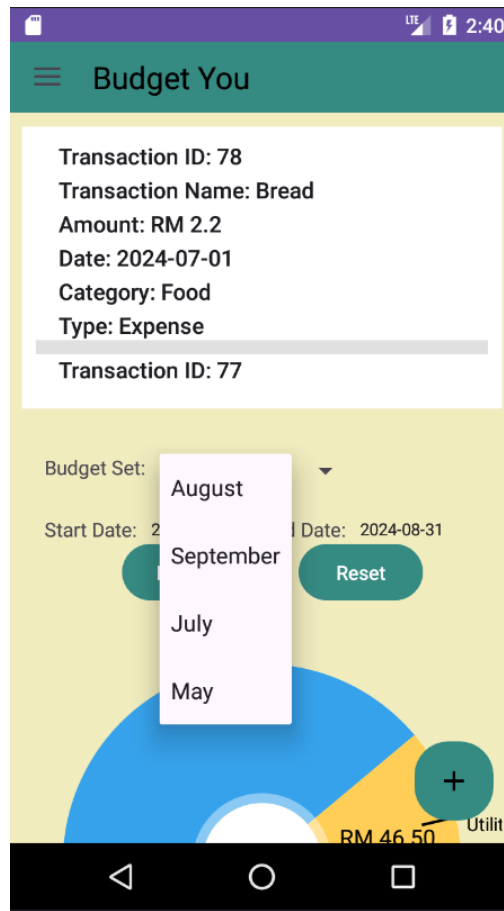 LTE 2:40
Budget You
Transaction ID: 78
Transaction Name: Bread
Amount: RM 2.2
Date: 2024-07-01
Category: Food
Type: Expense
Transaction ID: 77
Budget Set:
August
September
July
May
Start Date: 2 Date: 2024-08-31
Reset
+
RM 46.50
Utilit